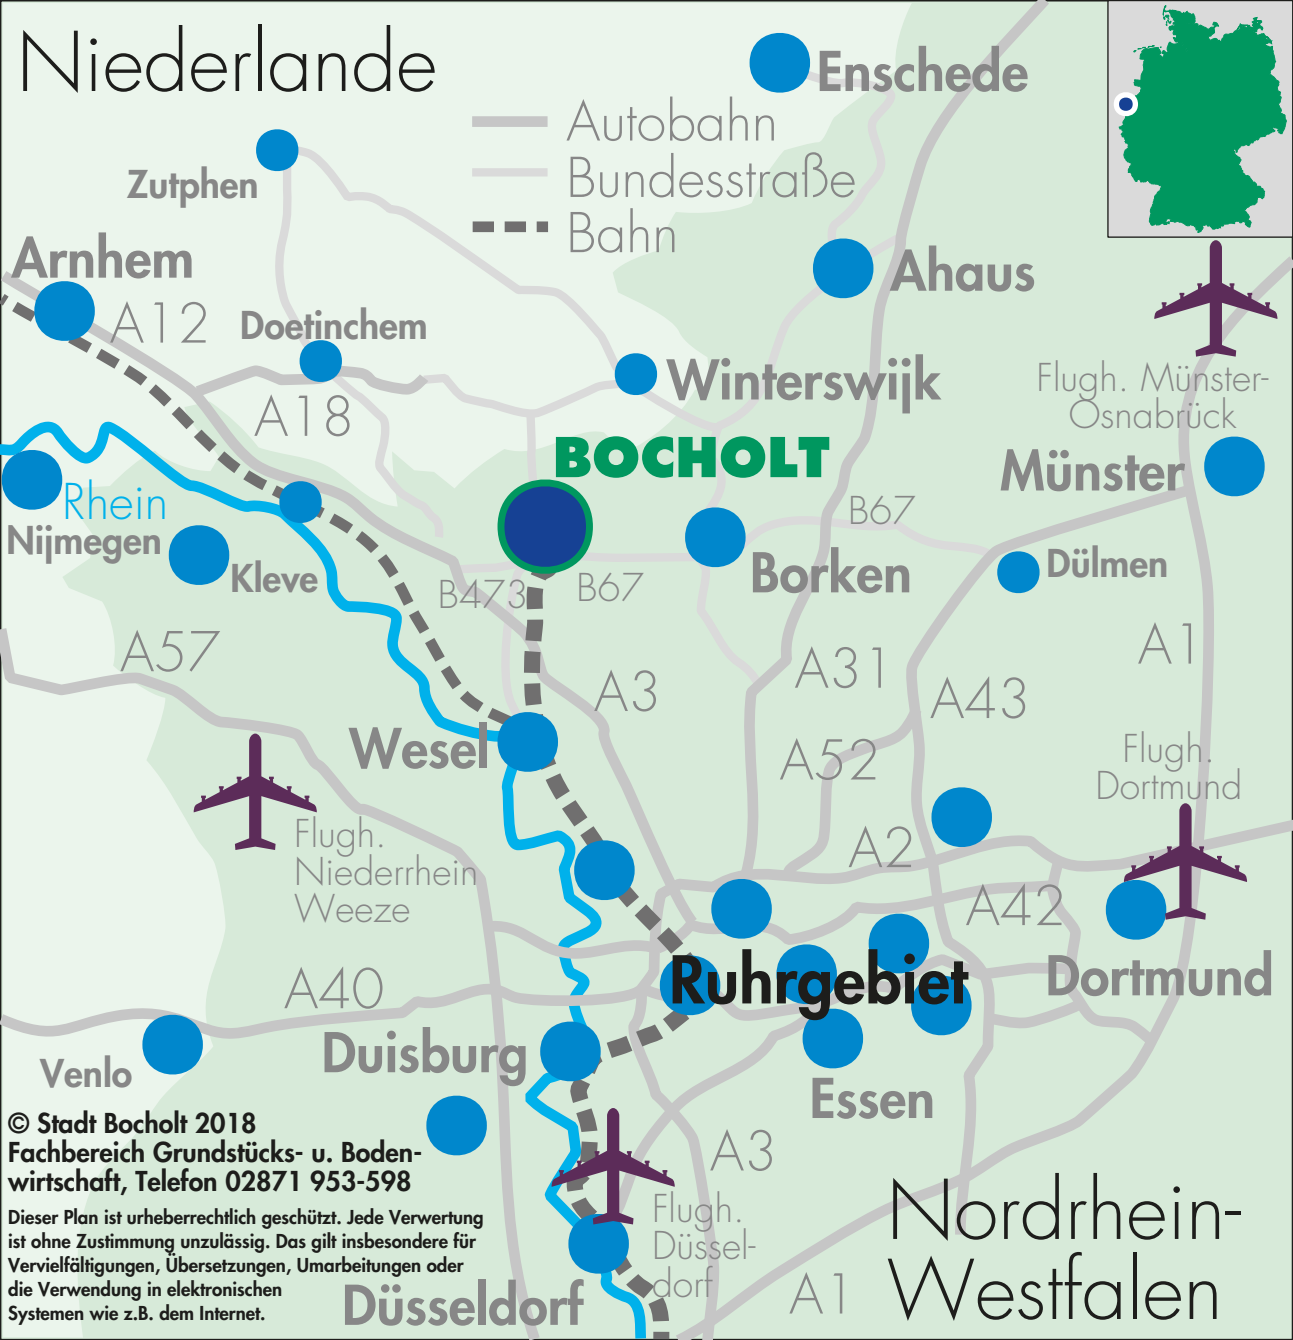 Niederlande
Enschede
Autobahn
Bundesstraße
Bahn
Zutphen
Arnhem
Ahaus
A12
Doetinchem
Winterswijk
Flugh. Münster-
Osnabrück
A18
BOCHOLT
Münster
Rhein
Nijmegen
B67
Kleve
Borken
Dülmen
B473
B67
A57
A1
A31
A3
A43
Wesel
A52
Flugh.
Dortmund
Flugh.
Niederrhein
Weeze
A2
A42
Ruhrgebiet
Dortmund
A40
Duisburg
Venlo
Essen
© Stadt Bocholt 2018
Fachbereich Grundstücks- u. Boden-
wirtschaft, Telefon 02871 953-598
Dieser Plan ist urheberrechtlich geschützt. Jede Verwertung
ist ohne Zustimmung unzulässig. Das gilt insbesondere für
Vervielfältigungen, Übersetzungen, Umarbeitungen oder
die Verwendung in elektronischen
Systemen wie z.B. dem Internet.
A3
Flugh.
Düssel-
dorf
Düsseldorf
A1
Nordrhein-
Westfalen